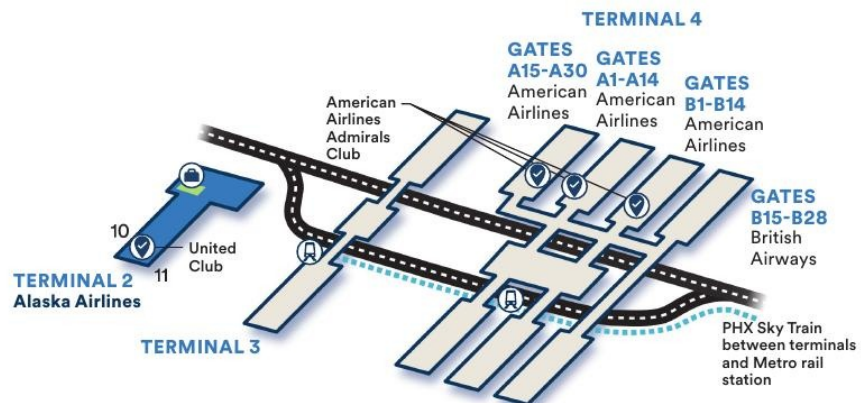 TERMINAL 4
GATES
A15-A30
American
Airlines
GATES
A1-A14
American
Airlines
GATES
B1-B14
American
Airlines
American
Airlines
Admirals
Club
GATES
B15-B28
British
Airways
10
United
Club
11
TERMINAL 2
Alaska Airlines
TERMINAL 3
PHX Sky Train
between terminals
and Metro rail
station